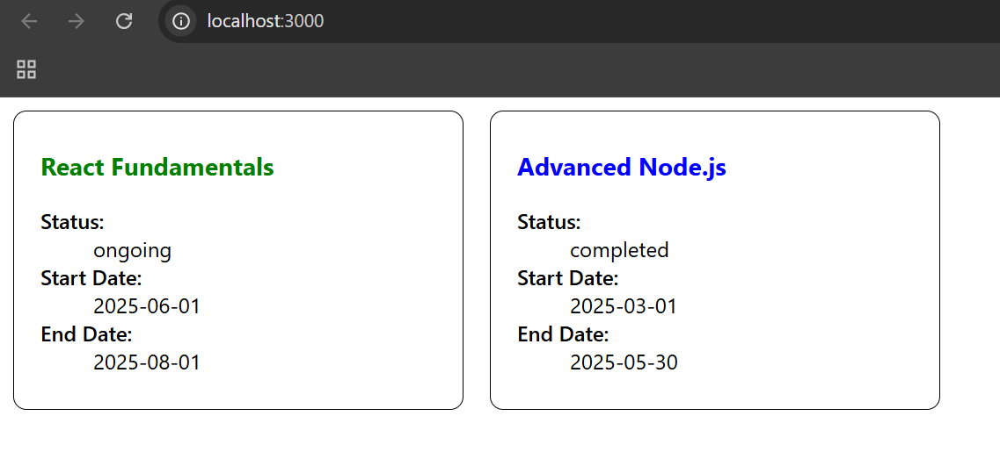 localhost:3000
React Fundamentals
Status:
ongoing
Start Date:
2025-06-01
End Date:
2025-08-01
Advanced Node.js
Status:
completed
Start Date:
2025-03-01
End Date:
2025-05-30